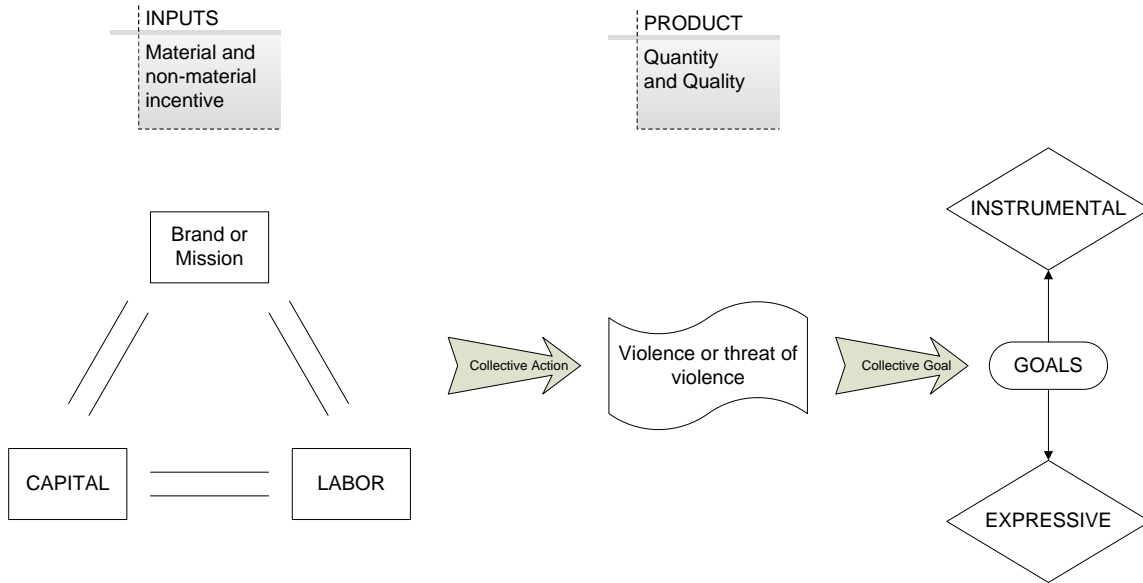 INPUTS
Material and
non-material
incentive
PRODUCT
Quantity
and Quality
Brand or
Mission
CAPITAL
LABOR
Collective Action
Violence or threat of
violence
Collective Goal
INSTRUMENTAL
GOALS
EXPRESSIVE